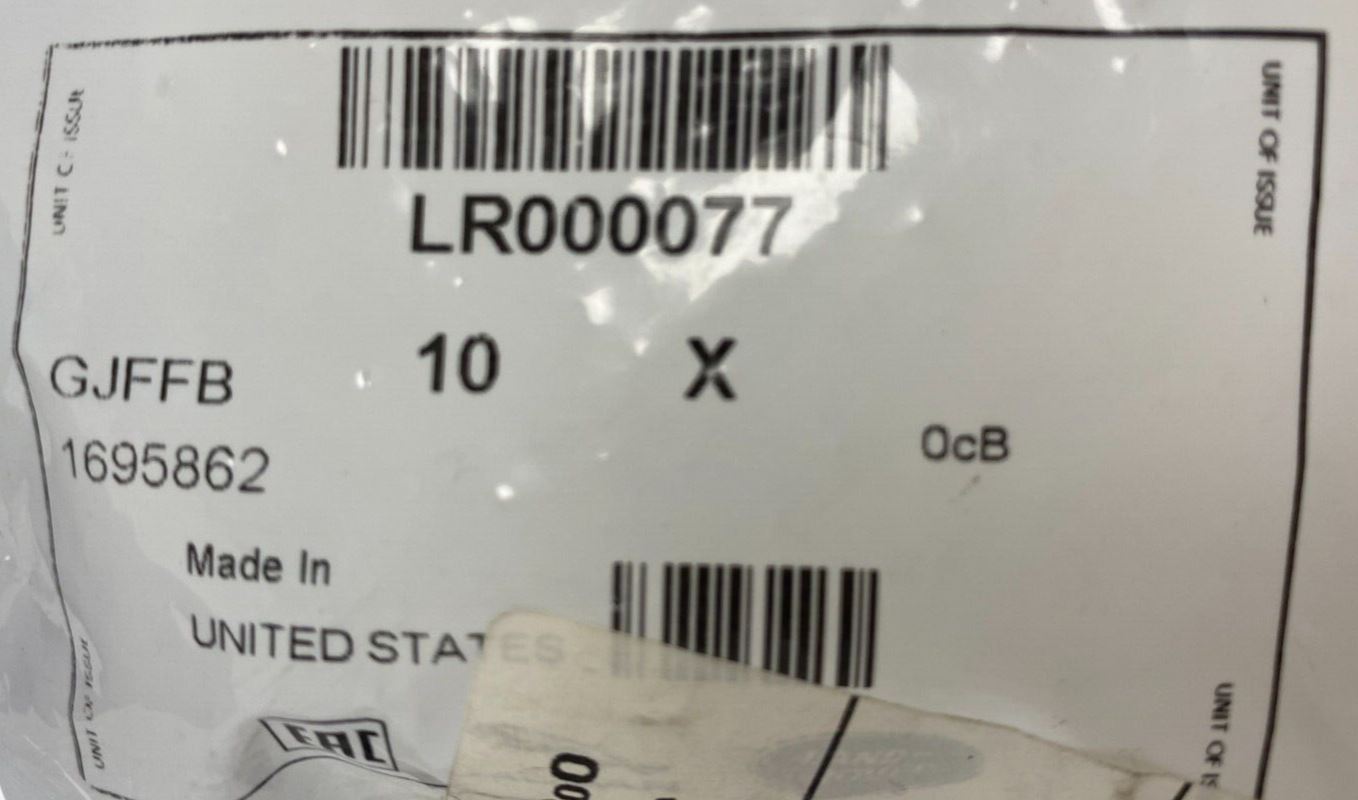 UNIT OF ISSUE
UNIT OF ISSUE
LR000077
10 X
GJFFB
1695862
OcB
Made In
UNITED STATES
UNIT OF ISSUE
UNIT OF IS
EAC
00